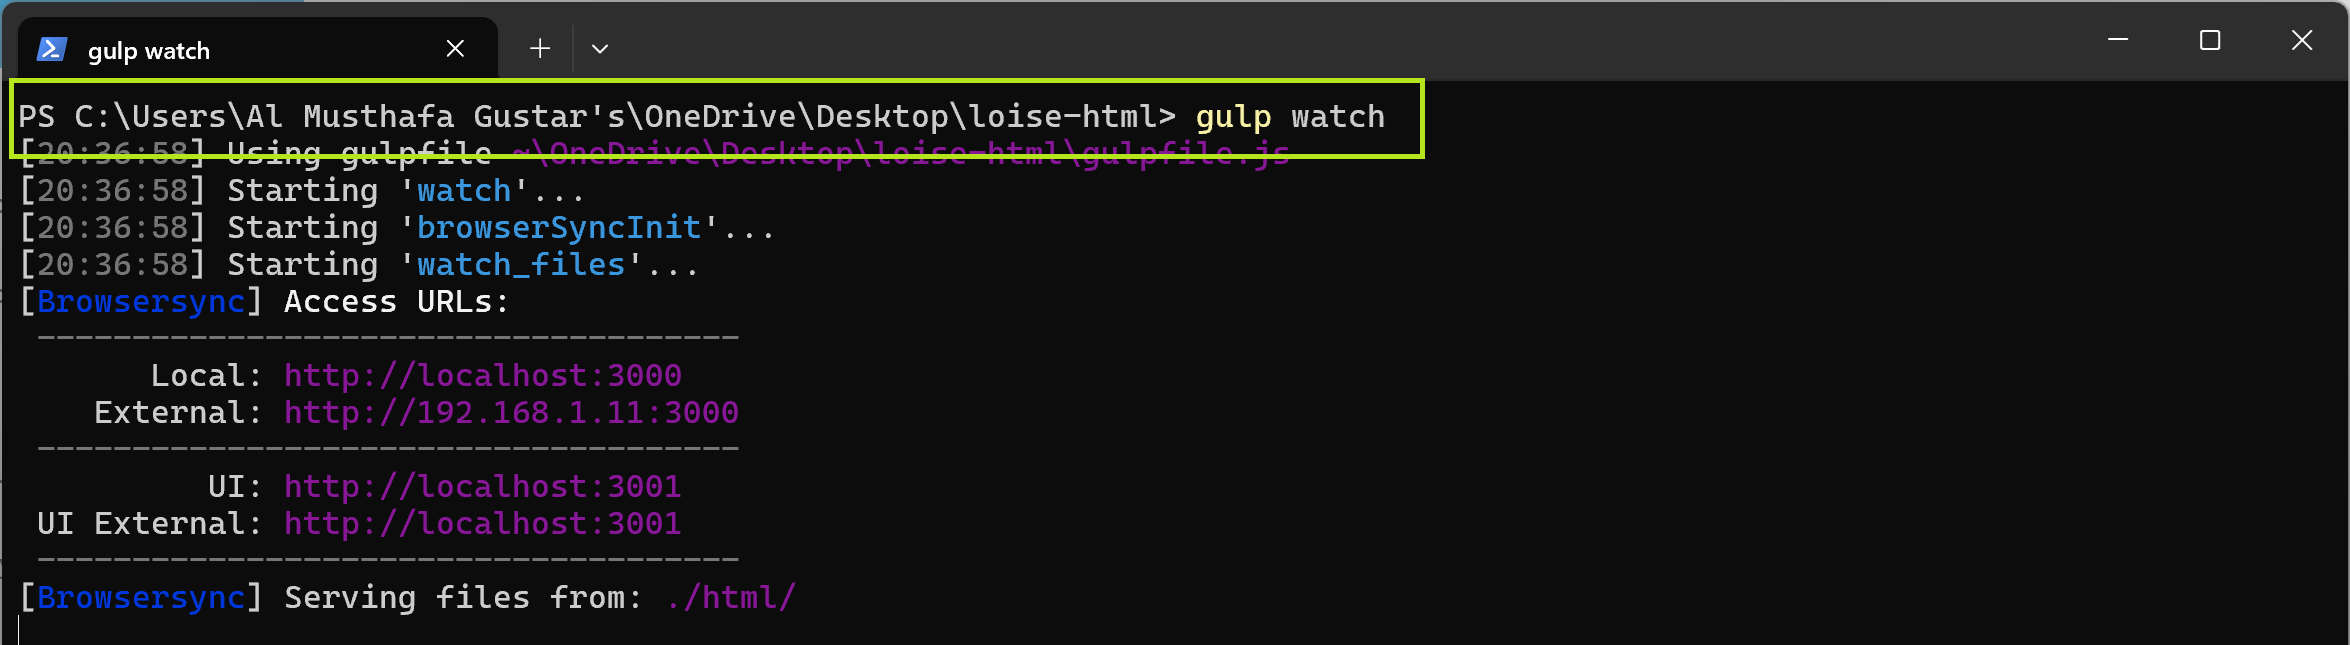 gulp watch
PS C:\Users\Al Musthafa Gustar's\OneDrive\Desktop\loise-html> gulp watch
[20:36:58] Using gulpfile ~\OneDrive\Desktop\loise-html\gulpfile.js
[20:36:58] Starting 'watch'...
[20:36:58] Starting 'browserSyncInit'...
[20:36:58] Starting 'watch_files'...
[Browsersync] Access URLs:
-------------------------------------
Local: http://localhost:3000
External: http://192.168.1.11:3000
-------------------------------------
UI: http://localhost:3001
UI External: http://localhost:3001
-------------------------------------
[Browsersync] Serving files from: ./html/